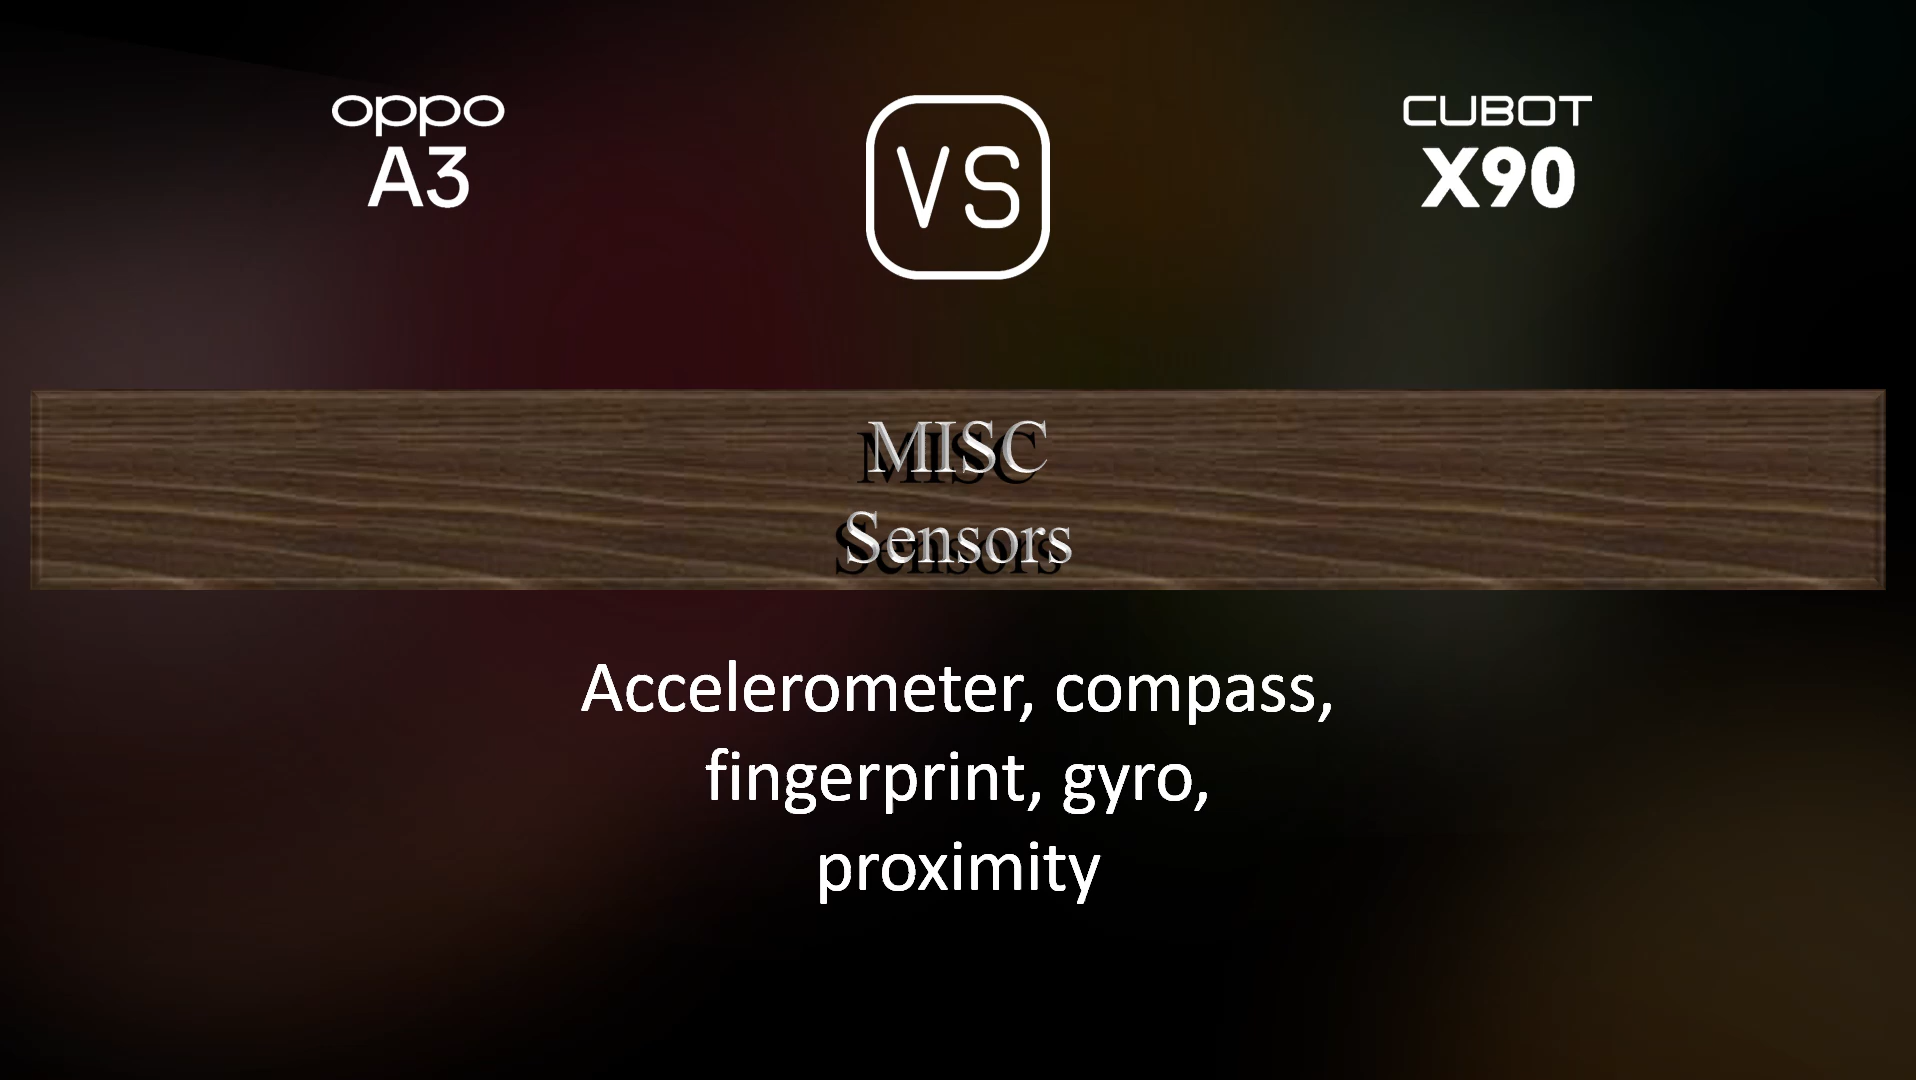 oppo
A3
VS
CUBOT
X90
MISC
Sensors
Accelerometer, compass,
fingerprint, gyro,
proximity